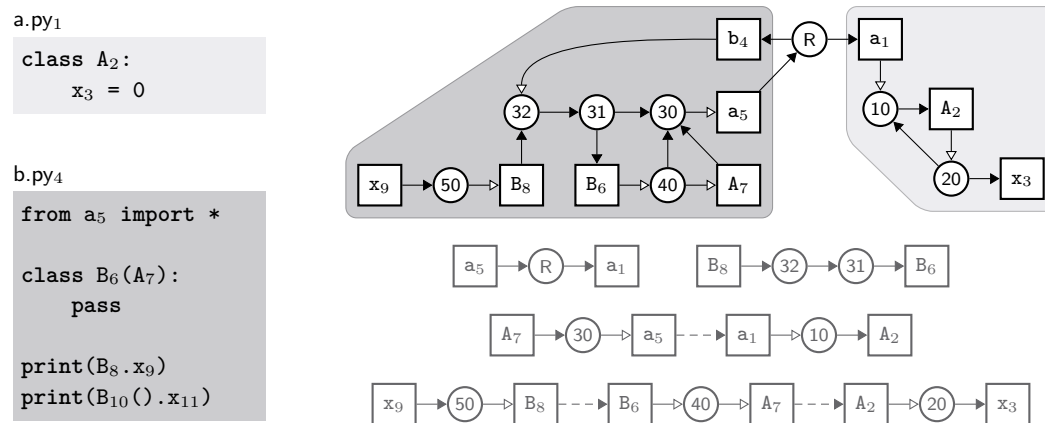 a.py₁
class A₂:
    x₃ = 0
b.py₄
from a₅ import *
class B₆(A₇):
    pass
print(B₈.x₉)
print(B₁₀().x₁₁)
b₄ R a₁
32 31 30 a₅ 10 A₂
x₉ 50 B₈ B₆ 40 A₇ 20 x₃
a₅ R a₁ B₈ 32 31 B₆
A₇ 30 a₅ a₁ 10 A₂
x₉ 50 B₈ B₆ 40 A₇ A₂ 20 x₃